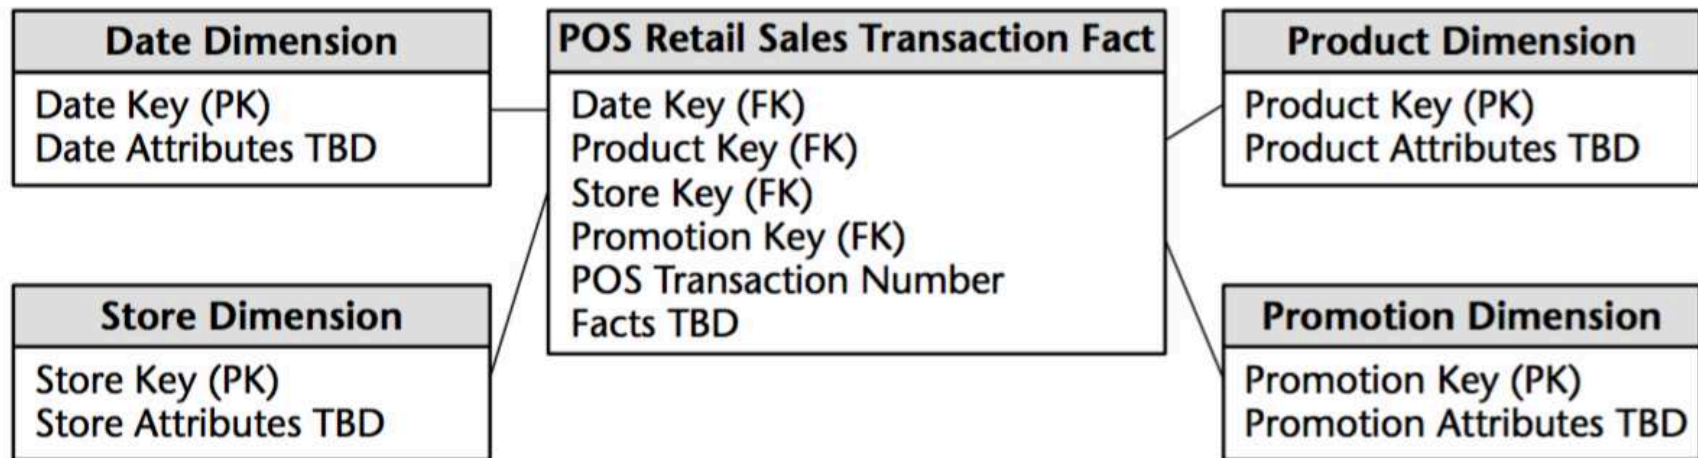 Date Dimension
Date Key (PK)
Date Attributes TBD
Store Dimension
Store Key (PK)
Store Attributes TBD
POS Retail Sales Transaction Fact
Date Key (FK)
Product Key (FK)
Store Key (FK)
Promotion Key (FK)
POS Transaction Number
Facts TBD
Product Dimension
Product Key (PK)
Product Attributes TBD
Promotion Dimension
Promotion Key (PK)
Promotion Attributes TBD